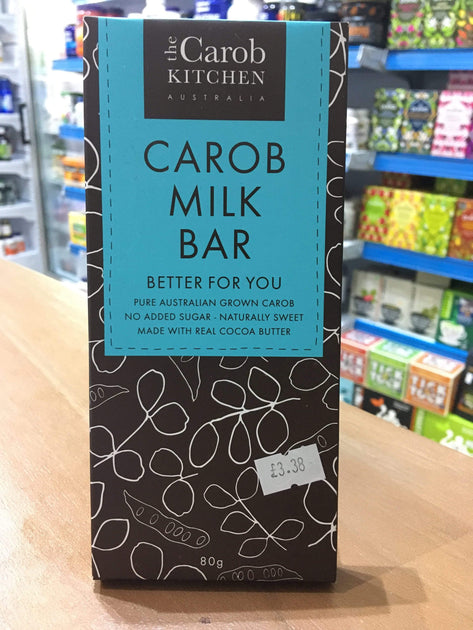 the Carob
KITCHEN
AUSTRALIA
CAROB
MILK
BAR
BETTER FOR YOU
PURE AUSTRALIAN GROWN CAROB
NO ADDED SUGAR · NATURALLY SWEET
MADE WITH REAL COCOA BUTTER
£3.38
80g